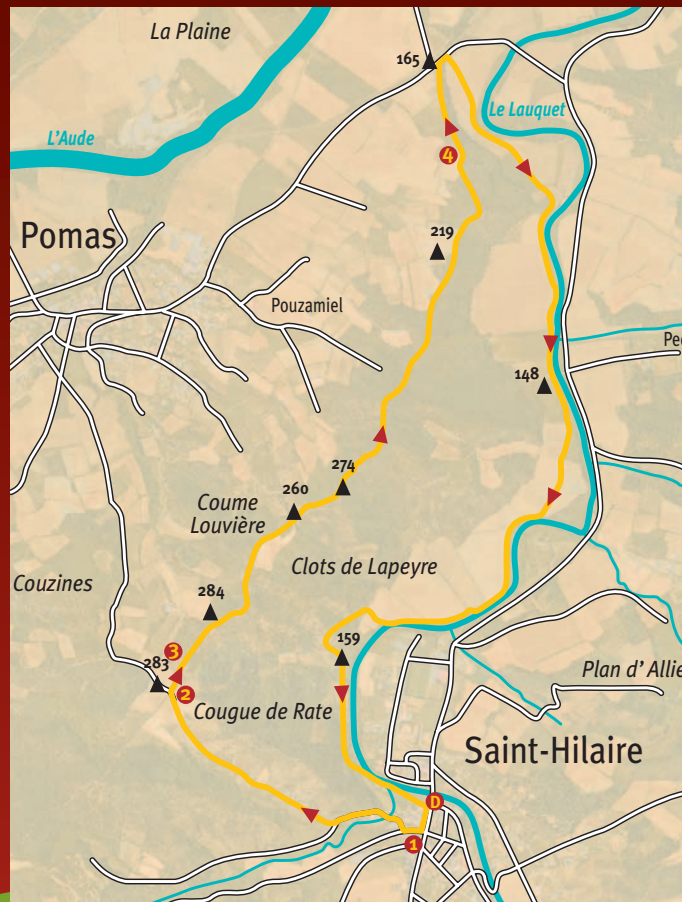 La Plaine
165
Le Lauquet
L'Aude
4
Pomas
219
Pouzamiel
148
274
260
Coume
Louvière
Clots de Lapeyre
Couzines
284
3
159
283
2
Plan d'Allie
Cougue de Rate
Saint-Hilaire
D
1